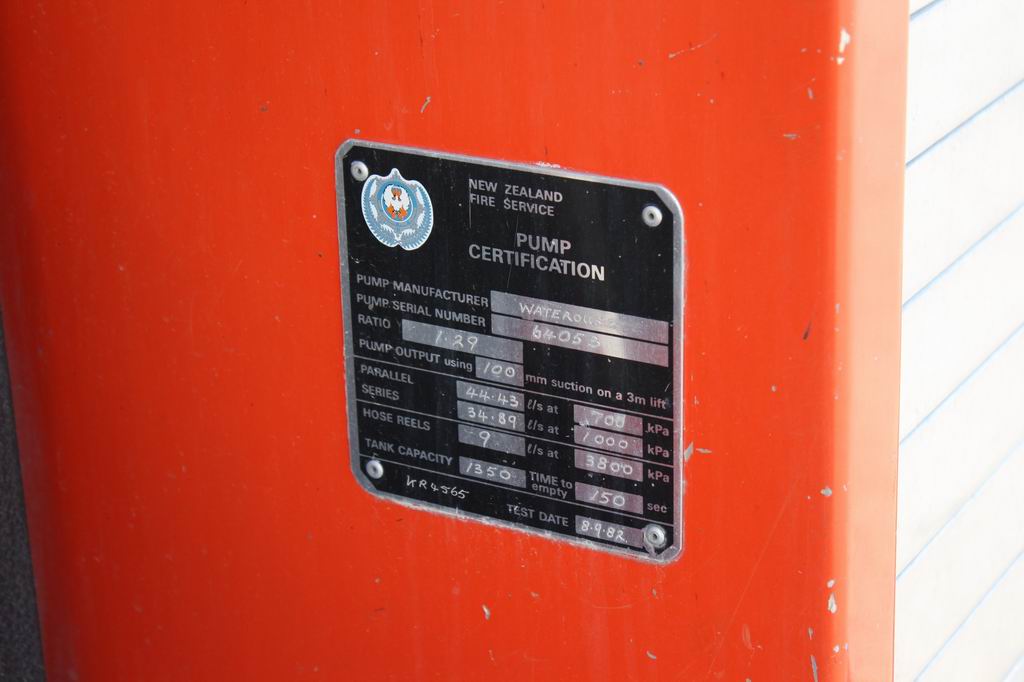 NEW ZEALAND
FIRE SERVICE
PUMP
CERTIFICATION
PUMP MANUFACTURER
PUMP SERIAL NUMBER 64053
RATIO 1·29
PUMP OUTPUT using 100 mm suction on a 3m lift
PARALLEL 44·43 l/s at 700 kPa
SERIES 34·89 l/s at 1000 kPa
HOSE REELS 9 l/s at 3800 kPa
TANK CAPACITY 1350 TIME to empty 150 sec
KR4565 TEST DATE 8·9·82